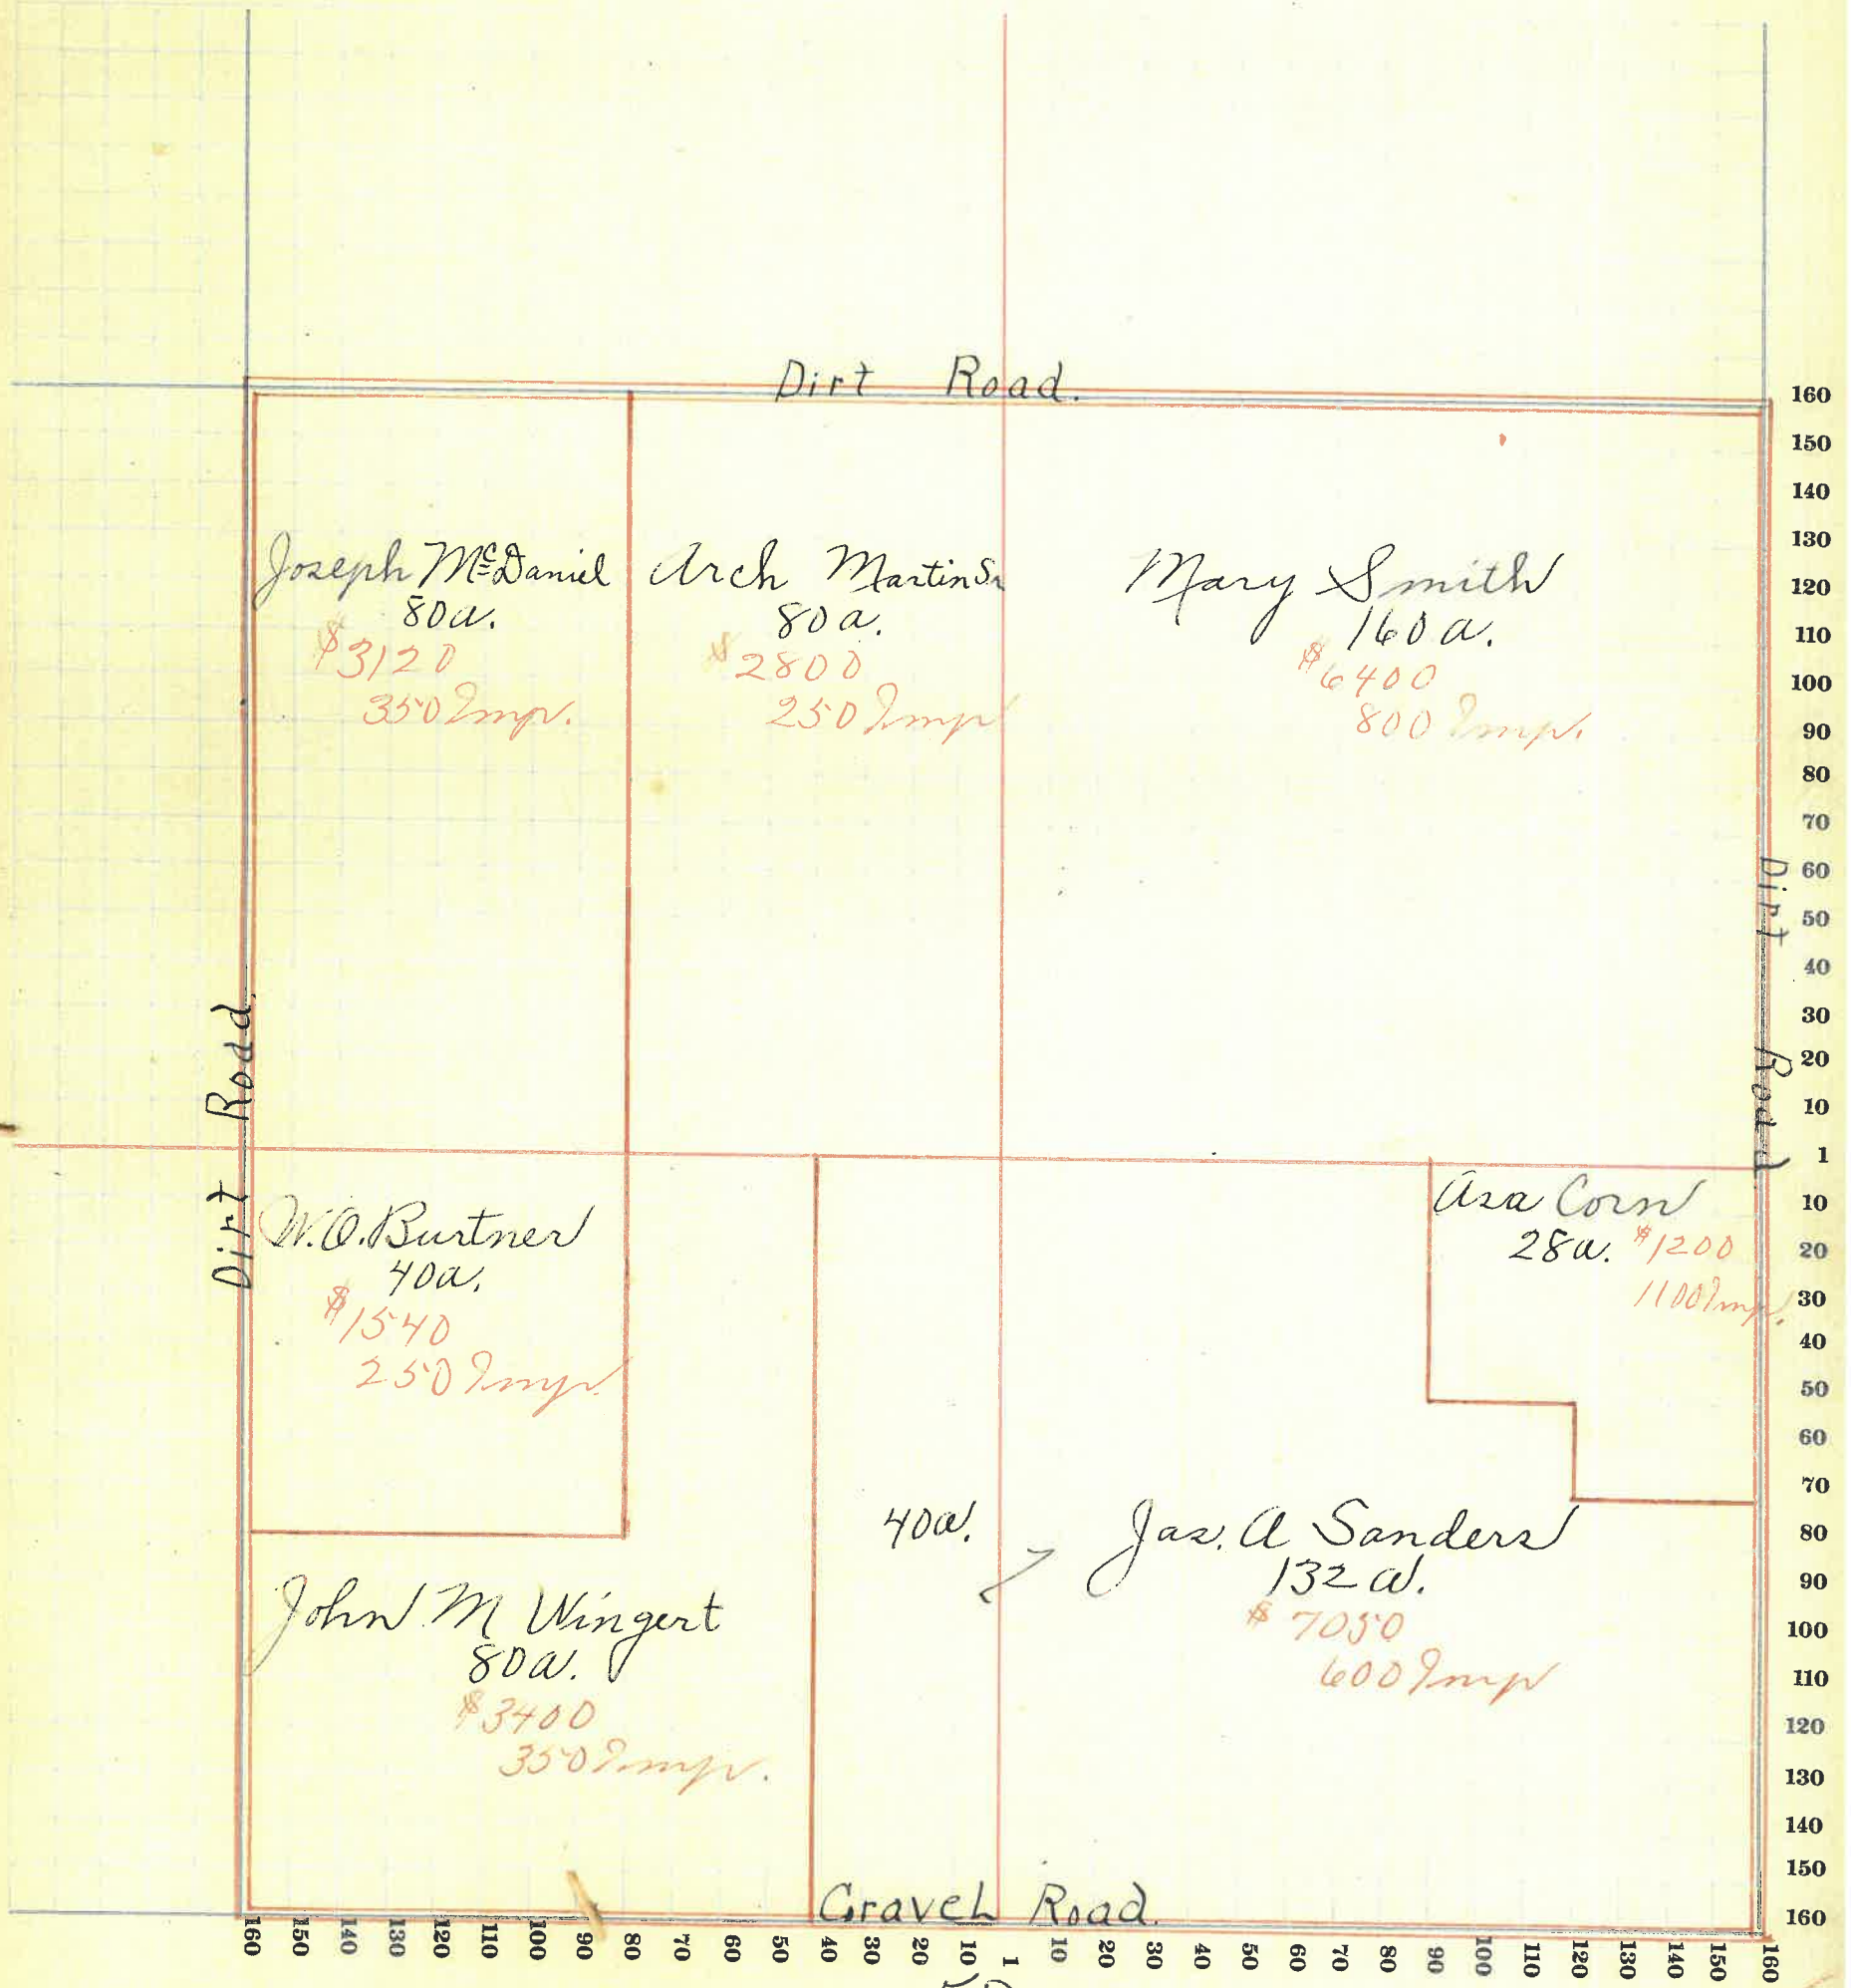 Dirt Road.
Joseph McDaniel
80a.
$3120
350 Imp.
Arch Martin Sr
80a.
$2800
250 Imp
Mary Smith
160a.
$6400
800 Imp.
Dirt Road.
Dirt Road
W.O. Burtner
40a.
$1540
250 Imp.
Asa Corn
28a. $1200
1100 Imp.
John M Wingert
80a.
$3400
350 Imp.
40a.
Jas. A Sanders
132a.
$7050
600 Imp
Gravel Road.
160
150
140
130
120
110
100
90
80
70
60
50
40
30
20
10
1
10
20
30
40
50
60
70
80
90
100
110
120
130
140
150
160
160 150 140 130 120 110 100 90 80 70 60 50 40 30 20 10 1 10 20 30 40 50 60 70 80 90 100 110 120 130 140 150 160